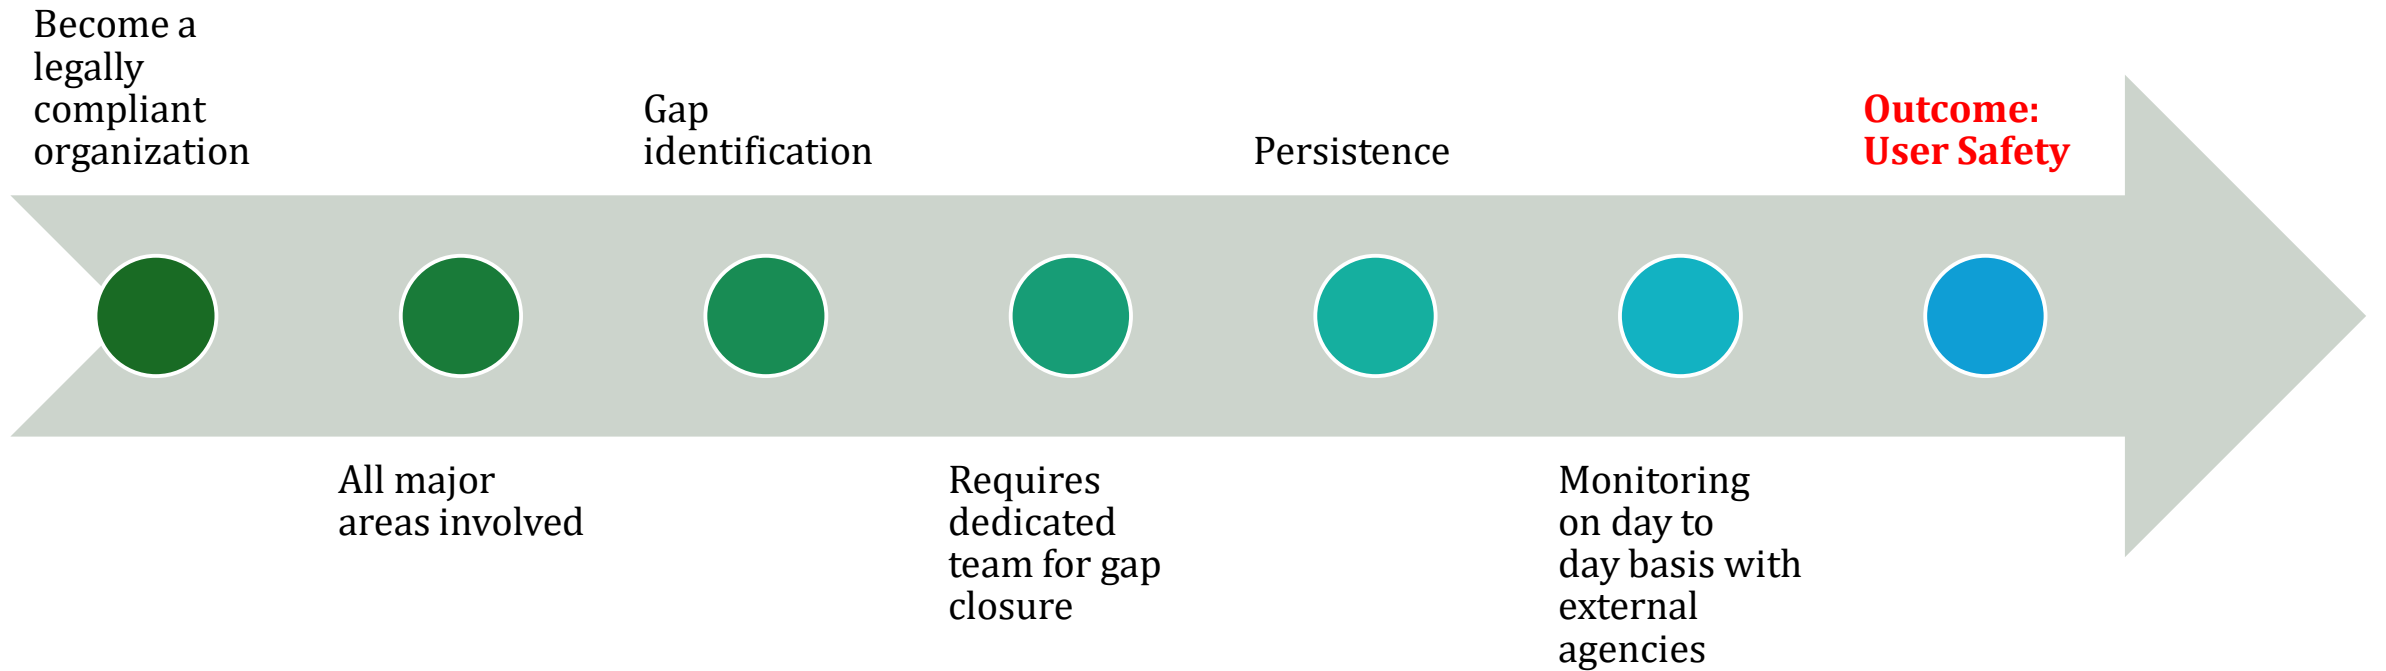 Become a
legally
compliant
organization
All major
areas involved
Gap
identification
Requires
dedicated
team for gap
closure
Persistence
Monitoring
on day to
day basis with
external
agencies
Outcome:
User Safety